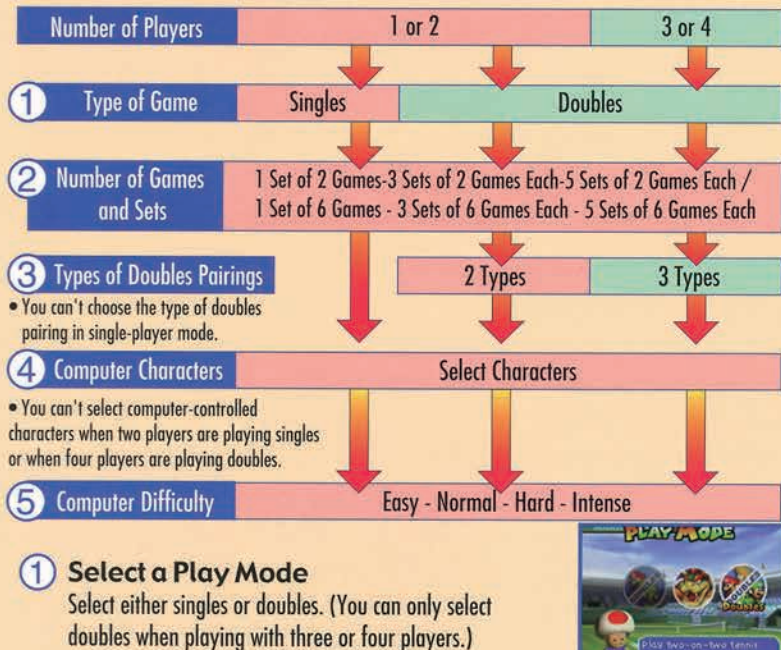 Number of Players
1 or 2
3 or 4
1 Type of Game
Singles
Doubles
2 Number of Games
and Sets
1 Set of 2 Games-3 Sets of 2 Games Each-5 Sets of 2 Games Each /
1 Set of 6 Games - 3 Sets of 6 Games Each - 5 Sets of 6 Games Each
3 Types of Doubles Pairings
2 Types
3 Types
• You can't choose the type of doubles
pairing in single-player mode.
4 Computer Characters
Select Characters
• You can't select computer-controlled
characters when two players are playing singles
or when four players are playing doubles.
5 Computer Difficulty
Easy - Normal - Hard - Intense
1 Select a Play Mode
Select either singles or doubles. (You can only select
doubles when playing with three or four players.)
PLAY MODE
DOUBLES
Doubles
Play two-on-two tennis